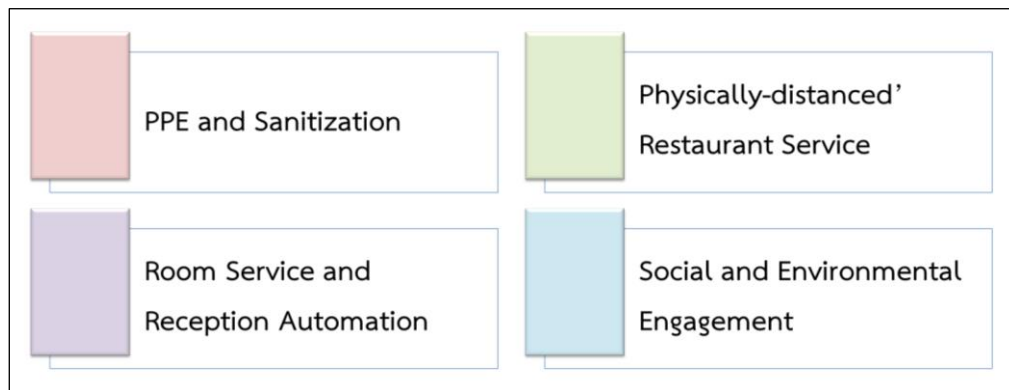 PPE and Sanitization
Physically-distanced’
Restaurant Service
Room Service and
Reception Automation
Social and Environmental
Engagement